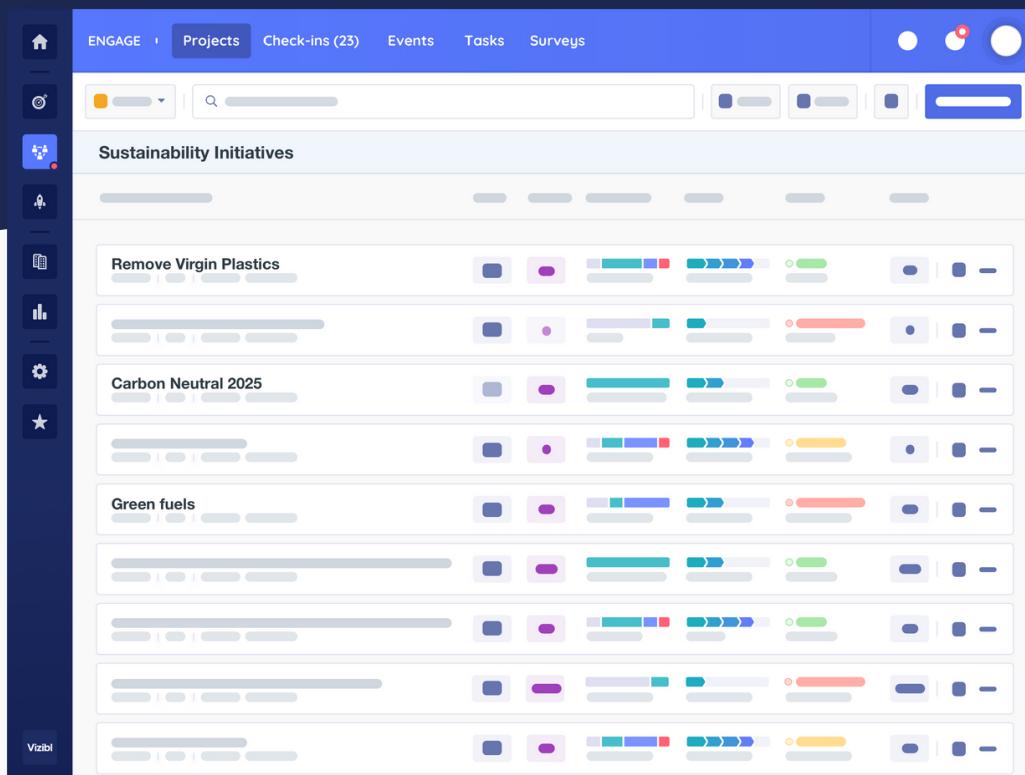 ENGAGE Projects Check-ins (23) Events Tasks Surveys
Sustainability Initiatives
Remove Virgin Plastics
Carbon Neutral 2025
Green fuels
Vizibl